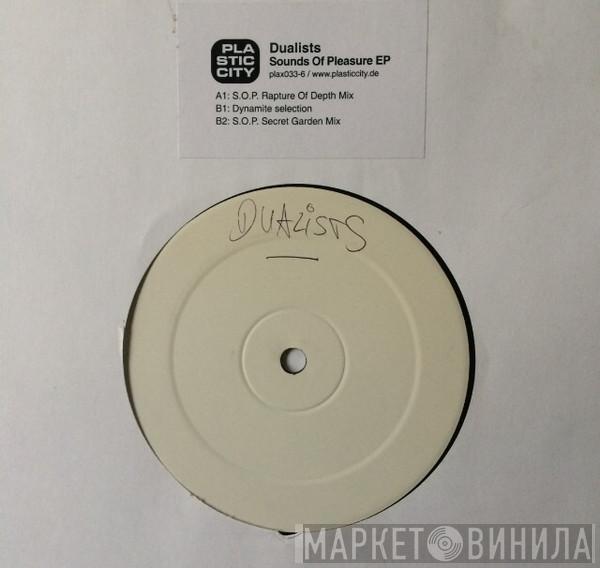 PLA
STIC
CITY
Dualists
Sounds Of Pleasure EP
plax033-6 / www.plasticcity.de
A1: S.O.P. Rapture Of Depth Mix
B1: Dynamite selection
B2: S.O.P. Secret Garden Mix
DUALiSTS
МАРКЕТ ВИНИЛА